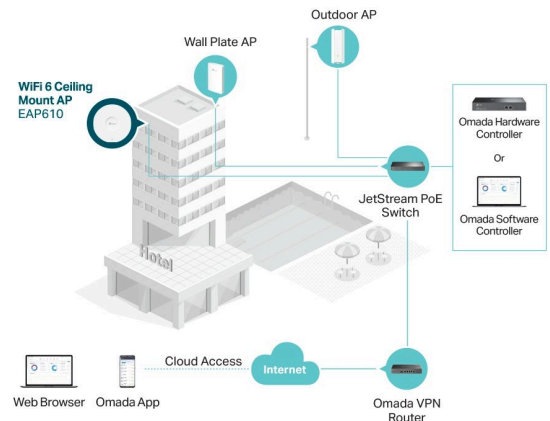 Outdoor AP
Wall Plate AP
WiFi 6 Ceiling
Mount AP
EAP610
Omada Hardware
Controller
Or
Omada Software
Controller
JetStream PoE
Switch
Hotel
Cloud Access
Internet
Web Browser
Omada App
Omada VPN
Router